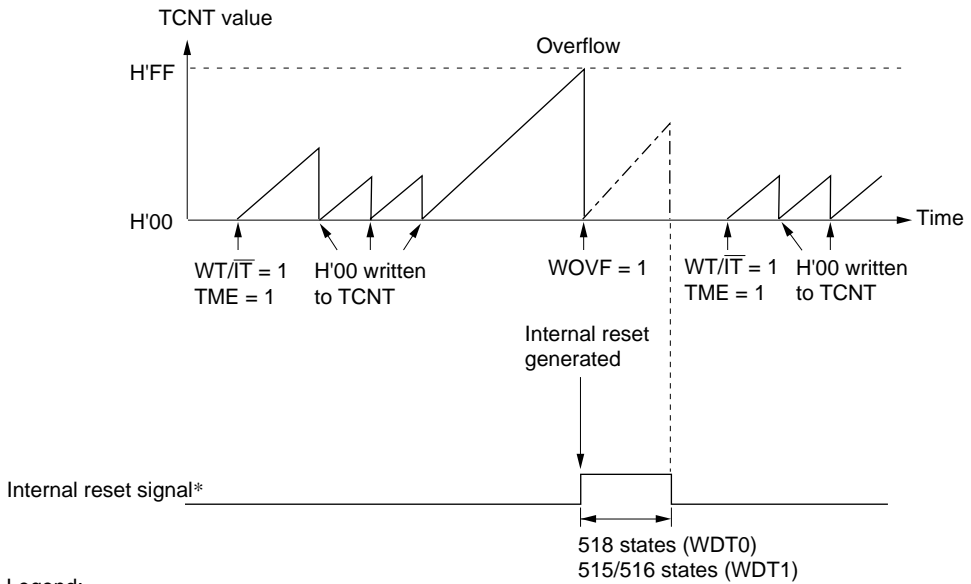 TCNT value
Overflow
H'FF
H'00
Time
WT/IT = 1
TME = 1
H'00 written
to TCNT
WOVF = 1
WT/IT = 1
TME = 1
H'00 written
to TCNT
Internal reset
generated
Internal reset signal*
518 states (WDT0)
515/516 states (WDT1)